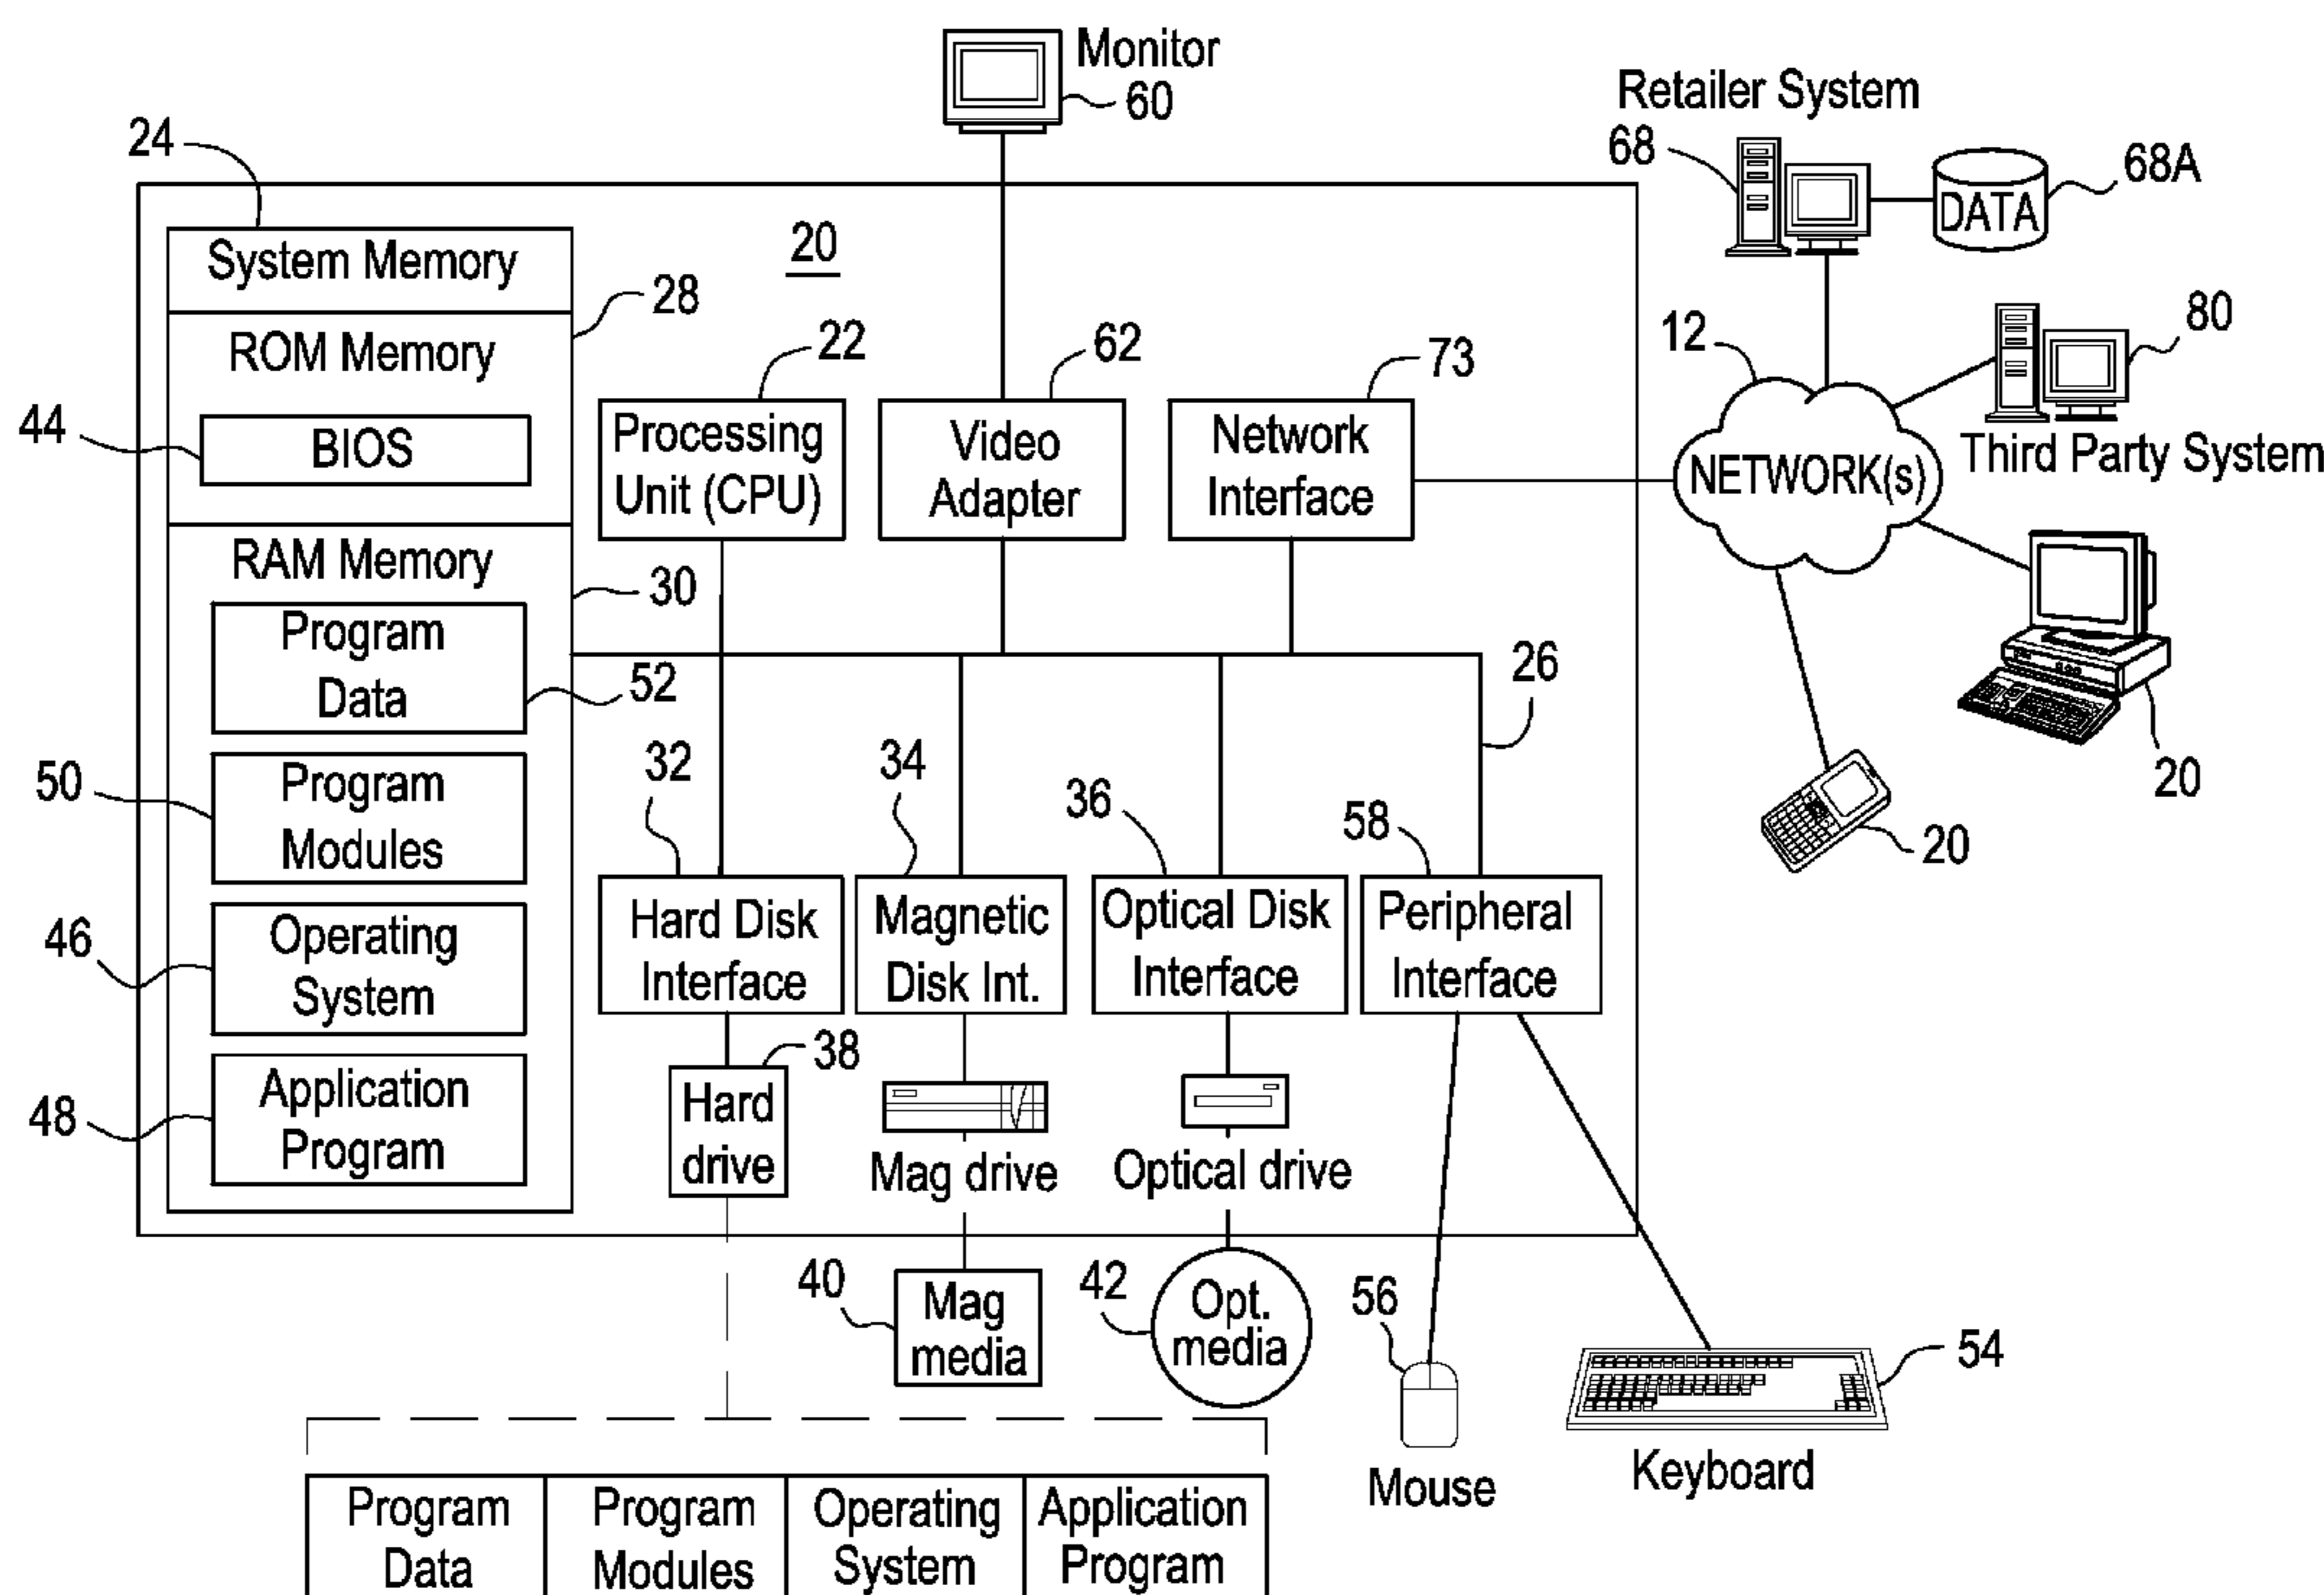 Monitor
60
Retailer System
68
68A
DATA
24
System Memory
20
28
ROM Memory
44
BIOS
22
Processing
Unit (CPU)
62
Video
Adapter
73
Network
Interface
12
NETWORK(s)
80
Third Party System
20
20
RAM Memory
30
Program
Data
52
26
50
Program
Modules
46
Operating
System
48
Application
Program
32
Hard Disk
Interface
34
Magnetic
Disk Int.
36
Optical Disk
Interface
58
Peripheral
Interface
38
Hard
drive
Mag drive
Optical drive
40
Mag
media
42
Opt.
media
56
Mouse
54
Keyboard
Program
Data
Program
Modules
Operating
System
Application
Program